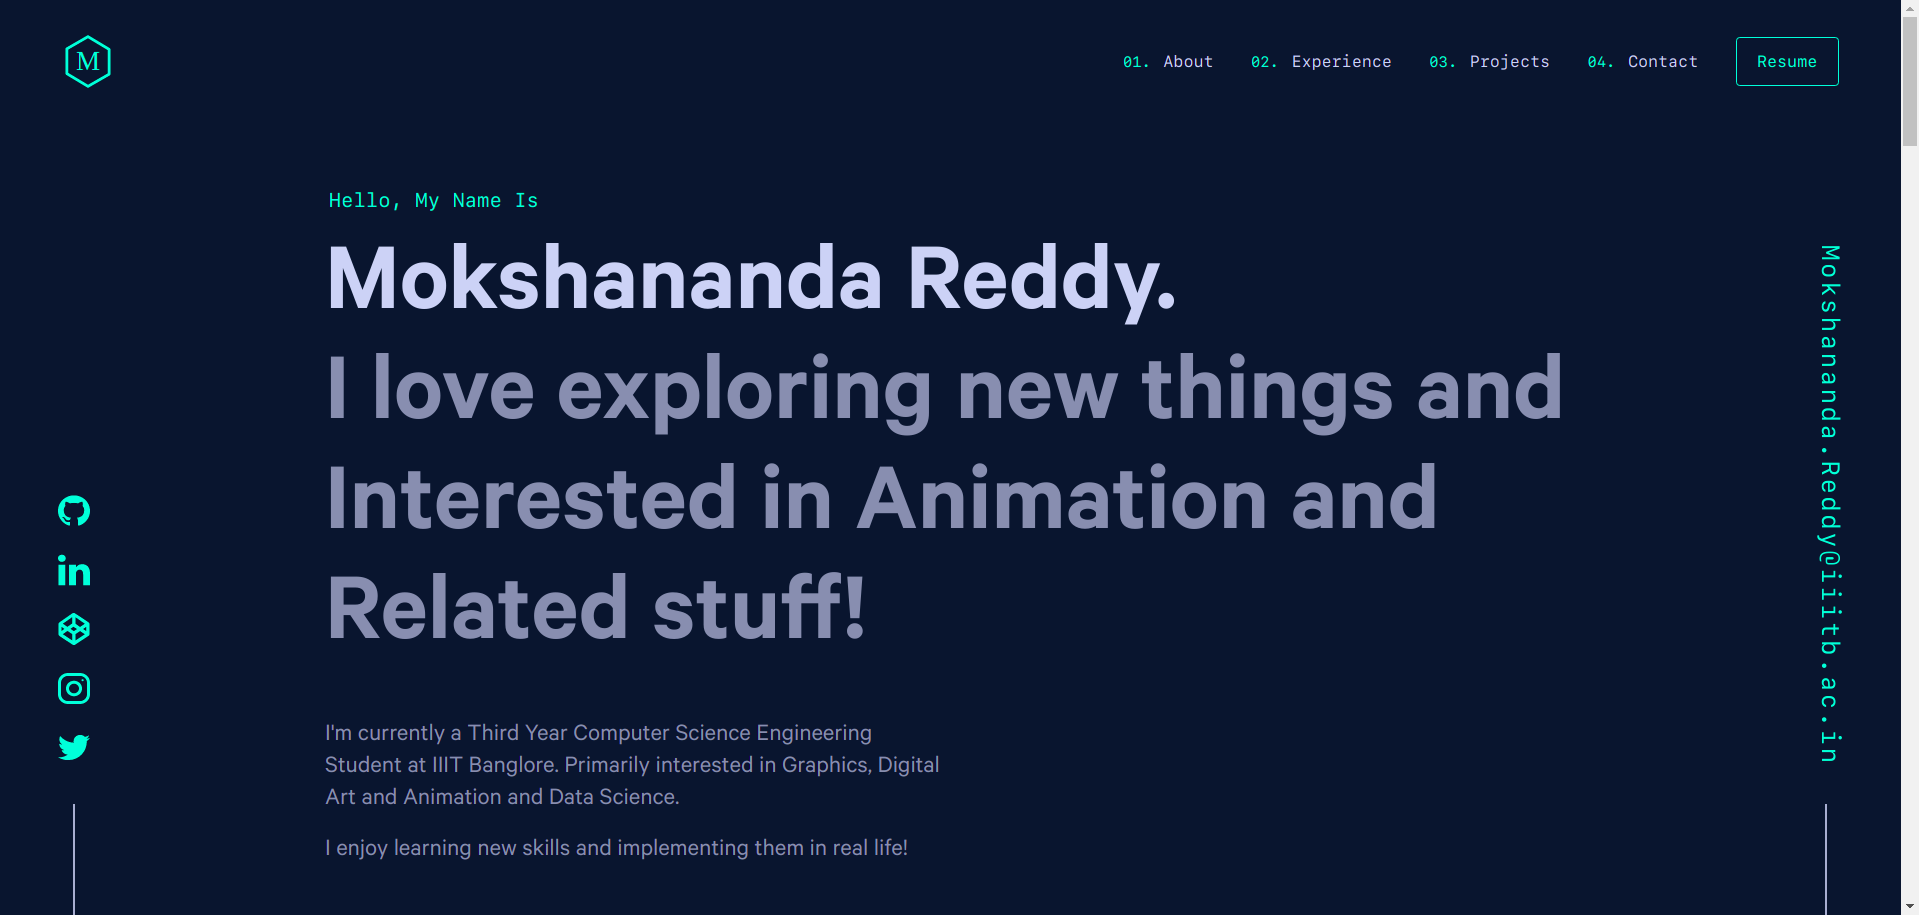 M
01. About 02. Experience 03. Projects 04. Contact Resume
Hello, My Name Is
Mokshananda Reddy.
I love exploring new things and
Interested in Animation and
Related stuff!
I'm currently a Third Year Computer Science Engineering
Student at IIIT Banglore. Primarily interested in Graphics, Digital
Art and Animation and Data Science.
I enjoy learning new skills and implementing them in real life!
in
Mokshananda.Reddy@iiitb.ac.in